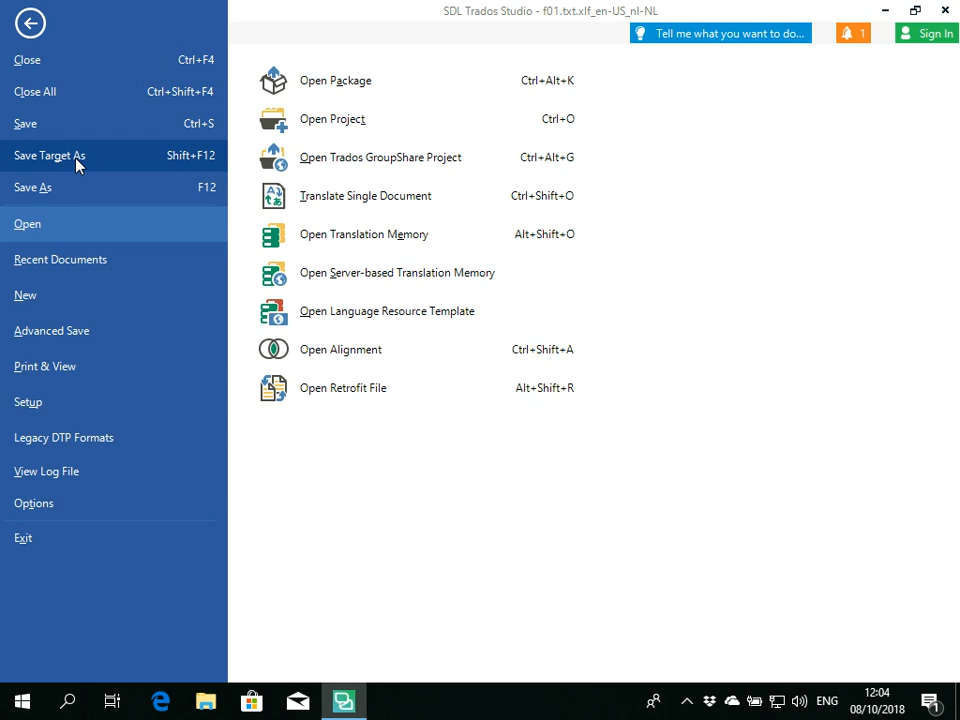 SDL Trados Studio - f01.txt.xlf_en-US_nl-NL
Tell me what you want to do...
1
Sign In
Close Ctrl+F4
Close All Ctrl+Shift+F4
Save Ctrl+S
Save Target As Shift+F12
Save As F12
Open
Recent Documents
New
Advanced Save
Print & View
Setup
Legacy DTP Formats
View Log File
Options
Exit
Open Package Ctrl+Alt+K
Open Project Ctrl+O
Open Trados GroupShare Project Ctrl+Alt+G
Translate Single Document Ctrl+Shift+O
Open Translation Memory Alt+Shift+O
Open Server-based Translation Memory
Open Language Resource Template
Open Alignment Ctrl+Shift+A
Open Retrofit File Alt+Shift+R
ENG
12:04
08/10/2018
1